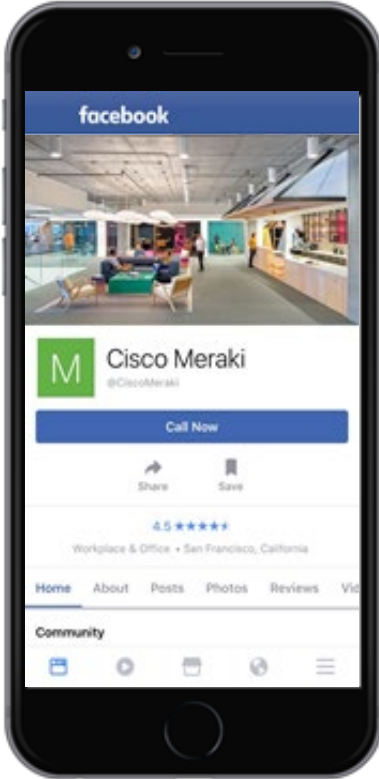 facebook
M
Cisco Meraki
@CiscoMeraki
Call Now
Share Save
4.5 ★★★★★
Workplace & Office • San Francisco, California
Home About Posts Photos Reviews Vid
Community